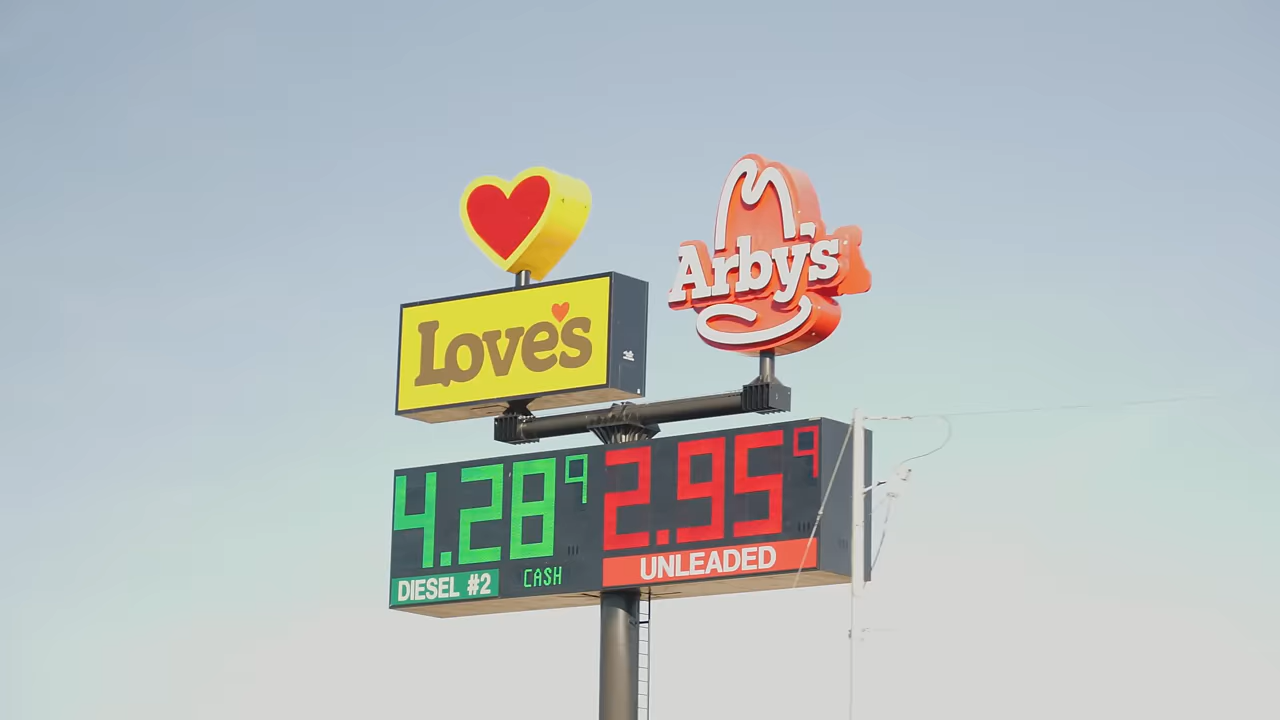 Love's
Arby's
4.28 9
DIESEL #2
CASH
2.95 9
UNLEADED